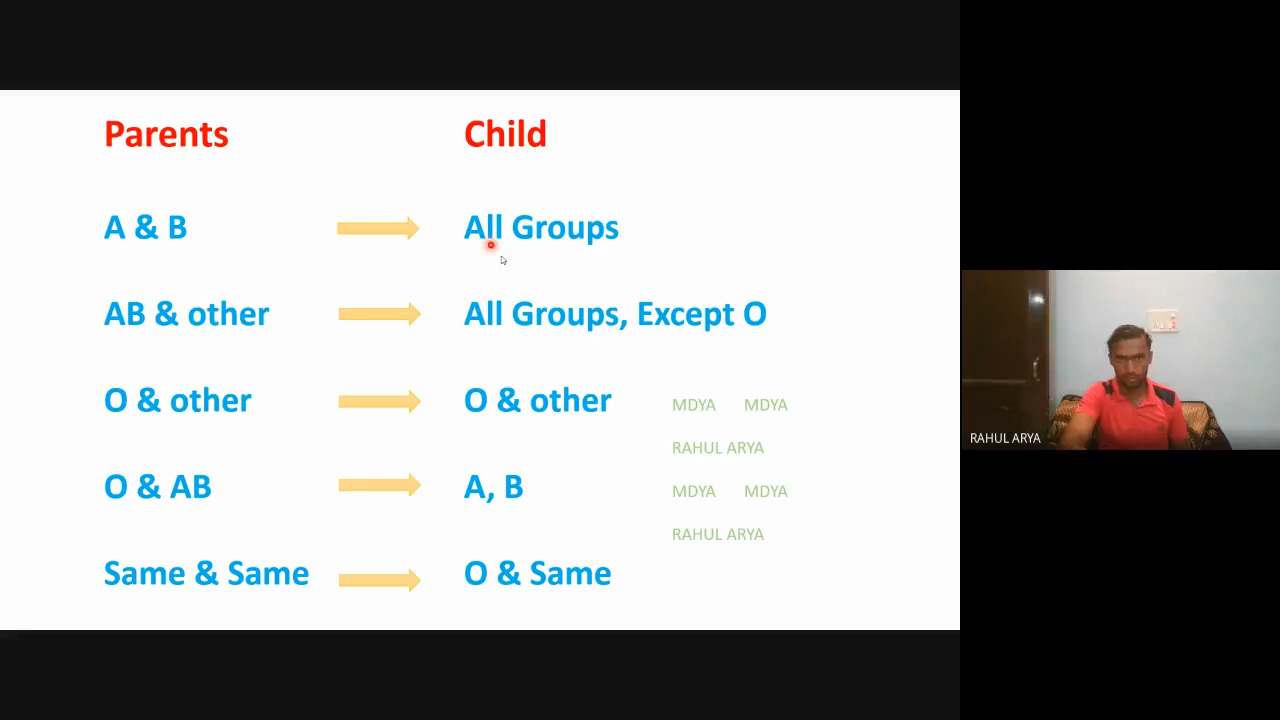 Parents Child
A & B All Groups
AB & other All Groups, Except O
O & other O & other
MDYA MDYA
RAHUL ARYA
O & AB A, B
MDYA MDYA
RAHUL ARYA
Same & Same O & Same
RAHUL ARYA